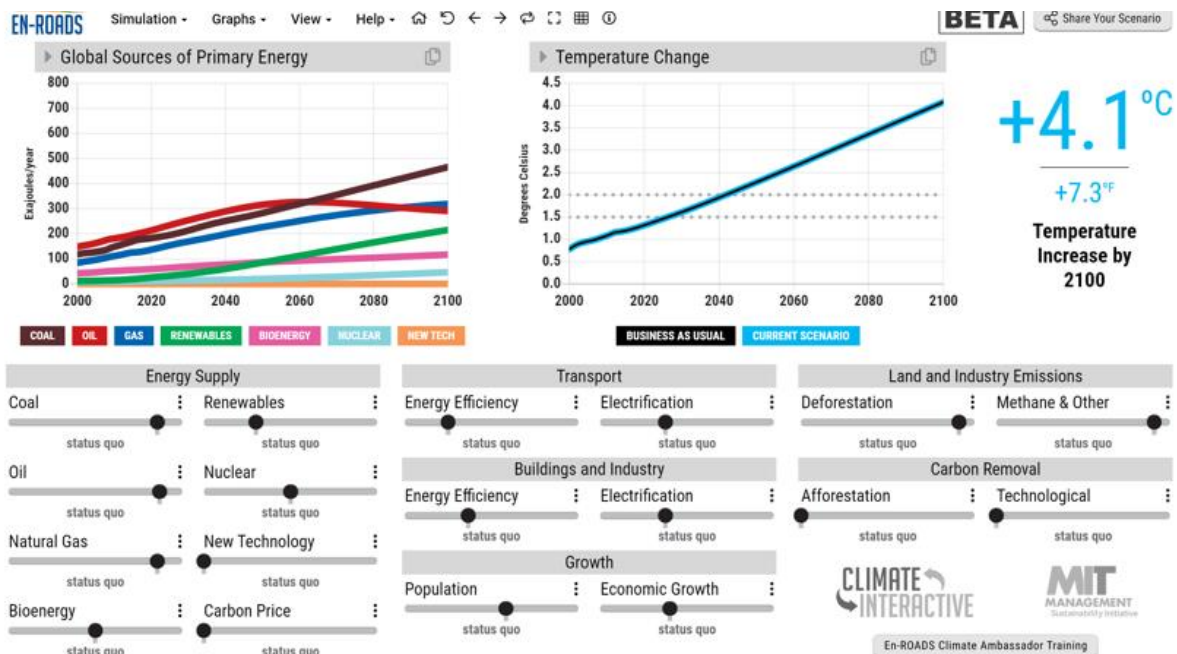 EN-ROADS Simulation Graphs View Help BETA Share Your Scenario
Global Sources of Primary Energy
800
700
600
500
400
300
200
100
0
Exajoules/year
2000 2020 2040 2060 2080 2100
COAL OIL GAS RENEWABLES BIOENERGY NUCLEAR NEW TECH
Temperature Change
4.5
4.0
3.5
3.0
2.5
2.0
1.5
1.0
0.5
0.0
Degrees Celsius
2000 2020 2040 2060 2080 2100
BUSINESS AS USUAL CURRENT SCENARIO
+4.1 ºC
+7.3 °F
Temperature
Increase by
2100
Energy Supply
Coal Renewables
status quo status quo
Oil Nuclear
status quo status quo
Natural Gas New Technology
status quo status quo
Bioenergy Carbon Price
status quo status quo
Transport
Energy Efficiency Electrification
status quo status quo
Buildings and Industry
Energy Efficiency Electrification
status quo status quo
Growth
Population Economic Growth
status quo status quo
Land and Industry Emissions
Deforestation Methane & Other
status quo status quo
Carbon Removal
Afforestation Technological
status quo status quo
CLIMATE
INTERACTIVE
MIT
MANAGEMENT
Sustainability Initiative
En-ROADS Climate Ambassador Training